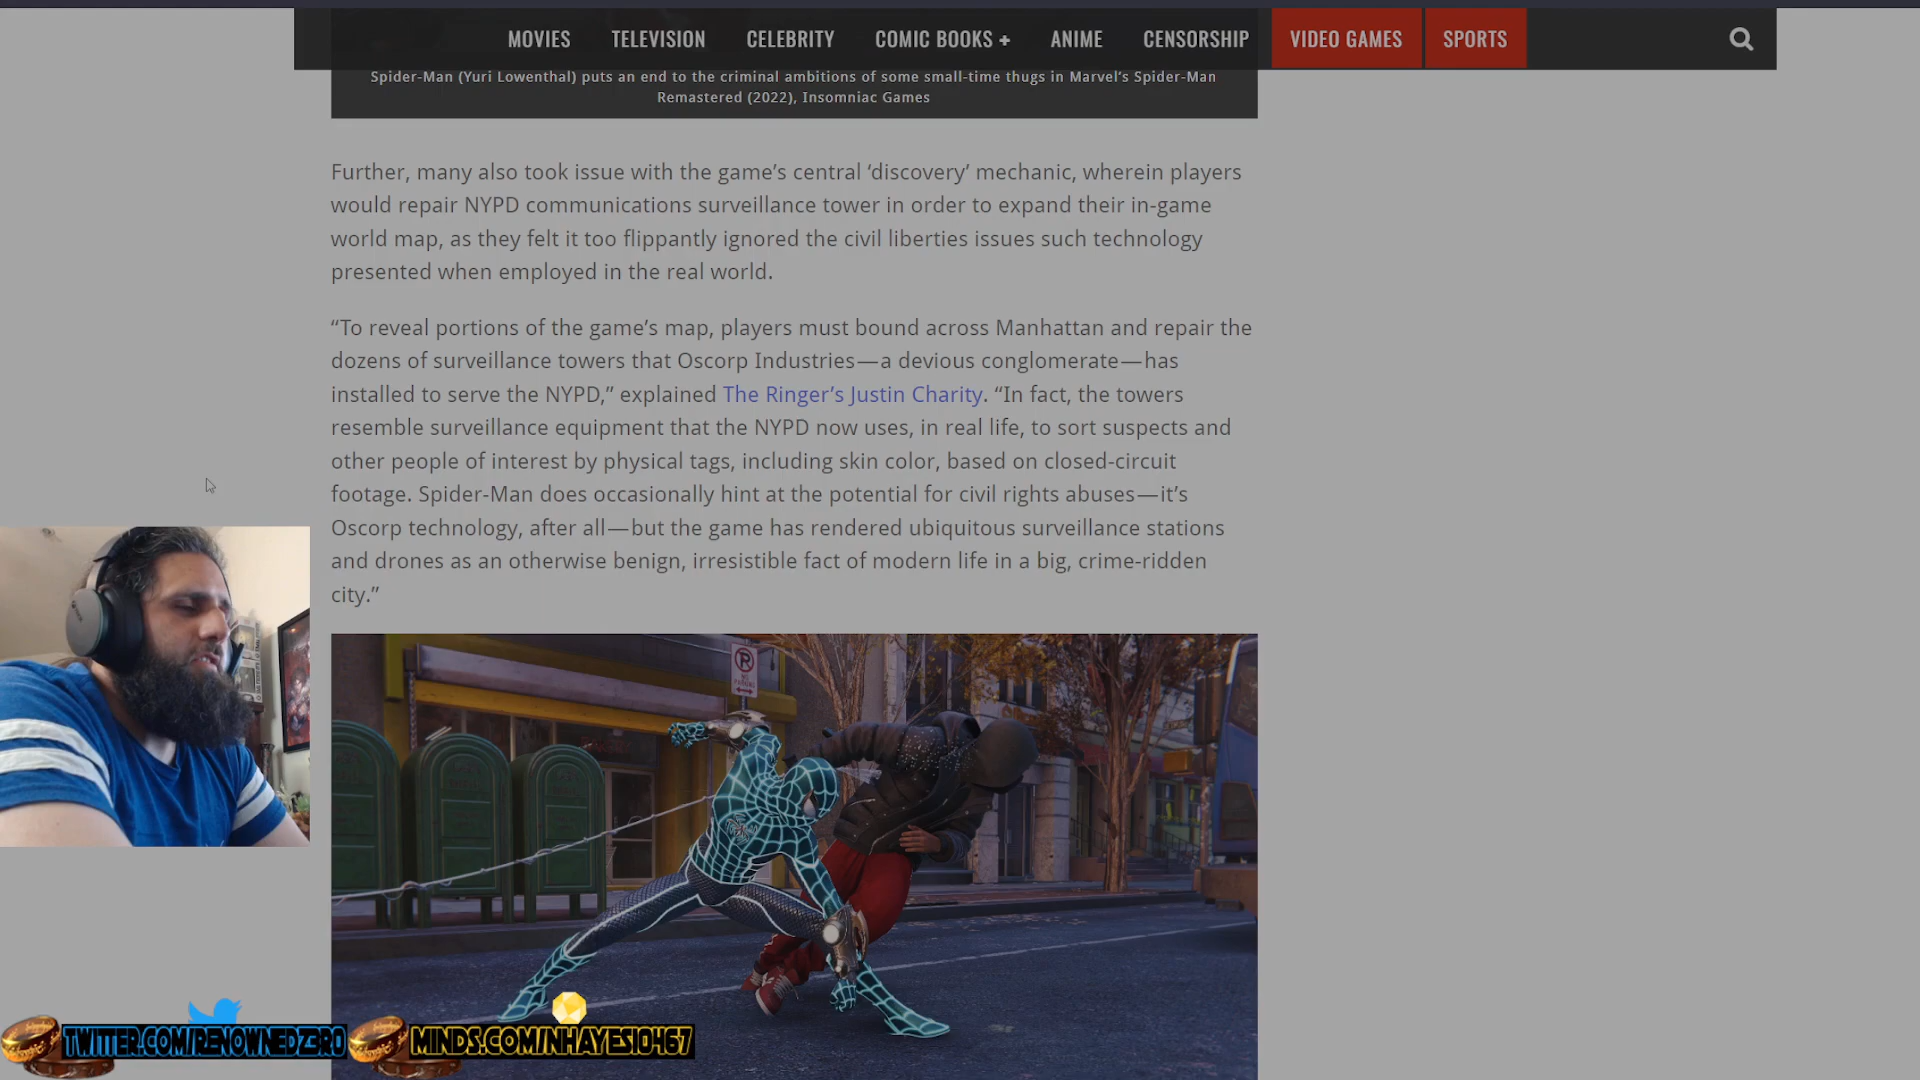 MOVIES TELEVISION CELEBRITY COMIC BOOKS + ANIME CENSORSHIP VIDEO GAMES SPORTS
Spider-Man (Yuri Lowenthal) puts an end to the criminal ambitions of some small-time thugs in Marvel’s Spider-Man
Remastered (2022), Insomniac Games
Further, many also took issue with the game’s central ‘discovery’ mechanic, wherein players
would repair NYPD communications surveillance tower in order to expand their in-game
world map, as they felt it too flippantly ignored the civil liberties issues such technology
presented when employed in the real world.
“To reveal portions of the game’s map, players must bound across Manhattan and repair the
dozens of surveillance towers that Oscorp Industries—a devious conglomerate—has
installed to serve the NYPD,” explained The Ringer’s Justin Charity. “In fact, the towers
resemble surveillance equipment that the NYPD now uses, in real life, to sort suspects and
other people of interest by physical tags, including skin color, based on closed-circuit
footage. Spider-Man does occasionally hint at the potential for civil rights abuses—it’s
Oscorp technology, after all—but the game has rendered ubiquitous surveillance stations
and drones as an otherwise benign, irresistible fact of modern life in a big, crime-ridden
city.”
TWITTER.COM/RENOWNEDZ3R0 MINDS.COM/NHAYES10467